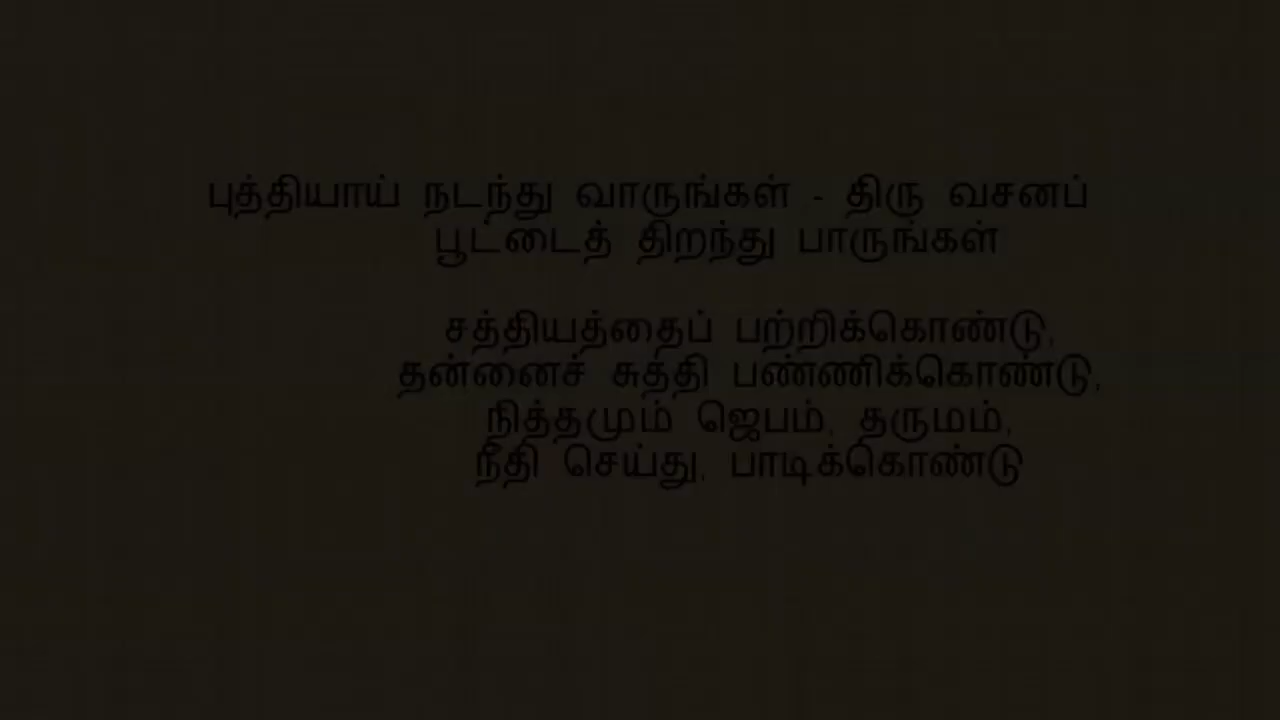 புத்தியாய் நடந்து வாருங்கள் - திரு வசனப்
பூட்டைத் திறந்து பாருங்கள்
சத்தியத்தைப் பற்றிக்கொண்டு,
தன்னைச் சுத்தி பண்ணிக்கொண்டு,
நித்தமும் ஜெபம், தருமம்,
நீதி செய்து, பாடிக்கொண்டு